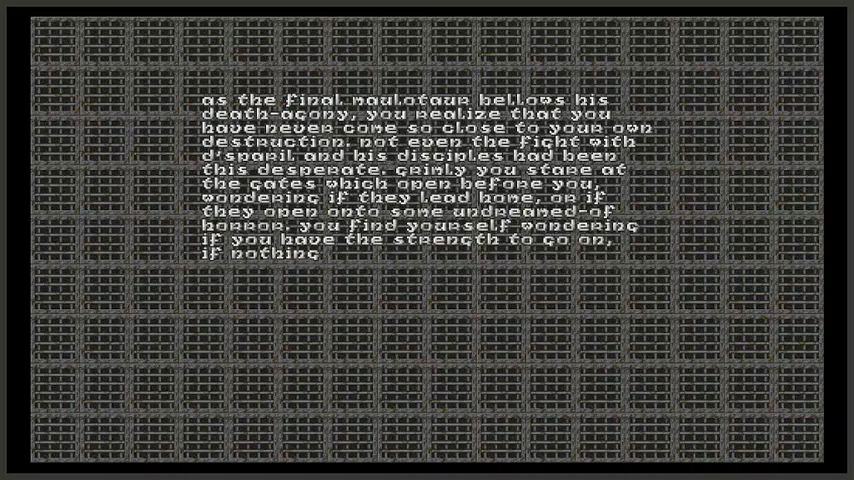 as the final maulotaur bellows his
death-agony, you realize that you
have never come so close to your own
destruction. not even the fight with
d'sparil and his disciples had been
this desperate. grimly you stare at
the gates which open before you,
wondering if they lead home, or if
they open onto some undreamed-of
horror. you find yourself wondering
if you have the strength to go on,
if nothing